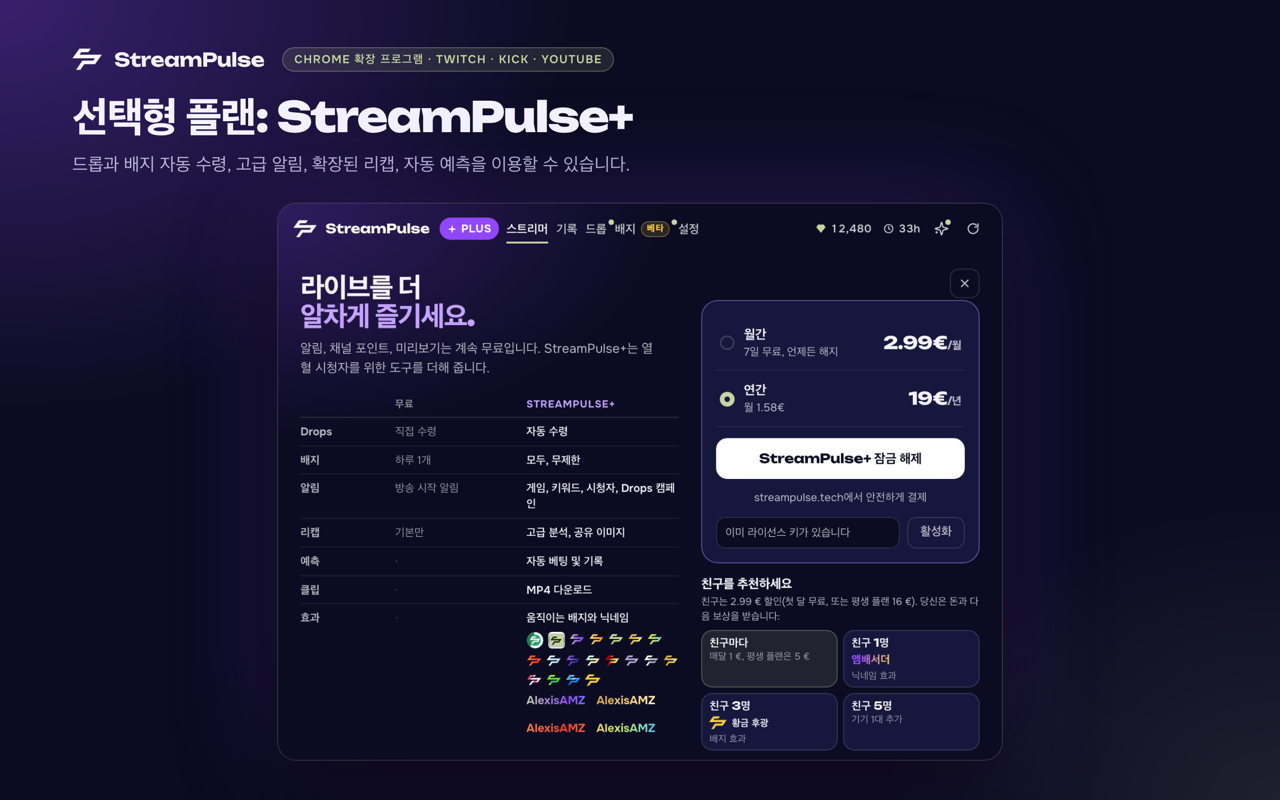 StreamPulse
CHROME 확장 프로그램 · TWITCH · KICK · YOUTUBE
선택형 플랜: StreamPulse+
드롭과 배지 자동 수령, 고급 알림, 확장된 리캡, 자동 예측을 이용할 수 있습니다.
StreamPulse
PLUS
스트리머
기록
드롭
배지
베타
설정
12,480
33h
라이브를 더
알차게 즐기세요.
알림, 채널 포인트, 미리보기는 계속 무료입니다. StreamPulse+는 열
혈 시청자를 위한 도구를 더해 줍니다.
무료 STREAMPULSE+
Drops 직접 수령 자동 수령
배지 하루 1개 모두, 무제한
알림 방송 시작 알림 게임, 키워드, 시청자, Drops 캠페
인
리캡 기본만 고급 분석, 공유 이미지
예측 · 자동 베팅 및 기록
클립 · MP4 다운로드
효과 · 움직이는 배지와 닉네임
AlexisAMZ AlexisAMZ
AlexisAMZ AlexisAMZ
월간
7일 무료, 언제든 해지
2.99€/월
연간
월 1.58€
19€/년
StreamPulse+ 잠금 해제
streampulse.tech에서 안전하게 결제
이미 라이선스 키가 있습니다
활성화
친구를 추천하세요
친구는 2.99 € 할인(첫 달 무료, 또는 평생 플랜 16 €). 당신은 돈과 다
음 보상을 받습니다:
친구마다
매달 1 €, 평생 플랜은 5 €
친구 1명
앰배서더
닉네임 효과
친구 3명
황금 후광
배지 효과
친구 5명
기기 1대 추가